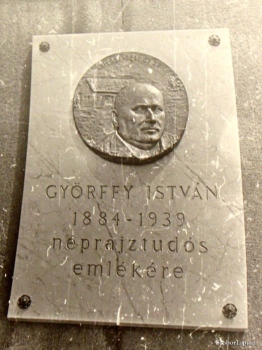 GYÖRFFY ISTVÁN
1884-1939
néprajztudós
emlékére